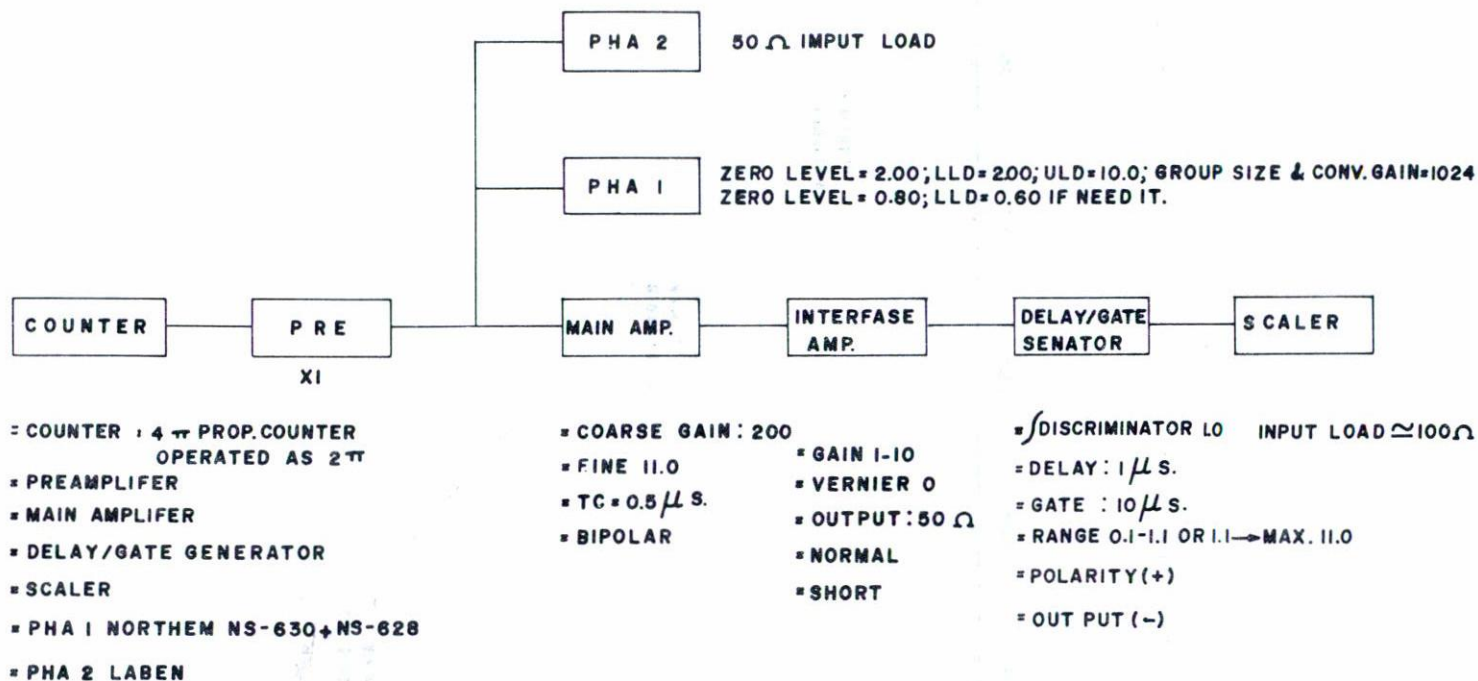 PHA 2
50 Ω IMPUT LOAD
PHA 1
ZERO LEVEL = 2.00; LLD = 2.00; ULD = 10.0; GROUP SIZE & CONV. GAIN = 1024
ZERO LEVEL = 0.80; LLD = 0.60 IF NEED IT.
COUNTER
PRE
X1
MAIN AMP.
INTERFASE
AMP.
DELAY/GATE
SENATOR
SCALER
= COUNTER : 4 π PROP. COUNTER
OPERATED AS 2π
= PREAMPLIFER
= MAIN AMPLIFER
= DELAY/GATE GENERATOR
= SCALER
= PHA 1 NORTHEM NS-630+NS-628
= PHA 2 LABEN
= COARSE GAIN : 200
= FINE 11.0
= TC = 0.5 μ S.
= BIPOLAR
= GAIN 1-10
= VERNIER 0
= OUTPUT : 50 Ω
= NORMAL
= SHORT
= ∫DISCRIMINATOR LO INPUT LOAD ≃ 100 Ω
= DELAY : 1 μ S.
= GATE : 10 μ S.
= RANGE 0.1-1.1 OR 1.1→MAX. 11.0
= POLARITY (+)
= OUT PUT (-)